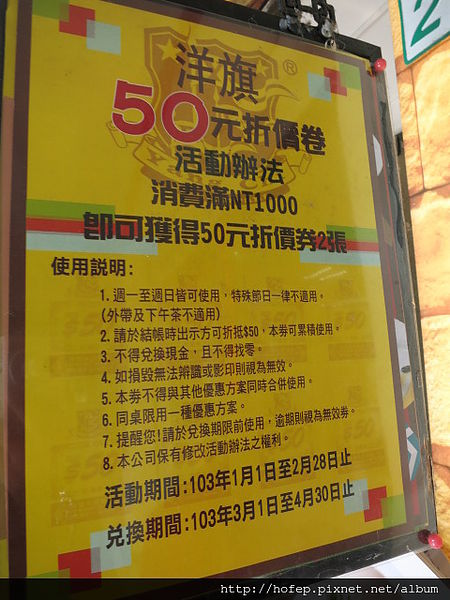 2
洋旗®
50元折價卷
活動辦法
消費滿NT1000
即可獲得50元折價券2張
使用説明:
1. 週一至週日皆可使用，特殊節日一律不適用。
(外帶及下午茶不適用)
2. 請於結帳時出示方可折抵$50，本券可累積使用。
3. 不得兌換現金，且不得找零。
4. 如損毀無法辯識或影印則視為無效。
5. 本券不得與其他優惠方案同時合併使用。
6. 同桌限用一種優惠方案。
7. 提醒您!請於兌換期限前使用，逾期則視為無效券。
8. 本公司保有修改活動辦法之權利。
活動期間:103年1月1日至2月28日止
兌換期間:103年3月1日至4月30日止
http://hofep.pixnet.net/album